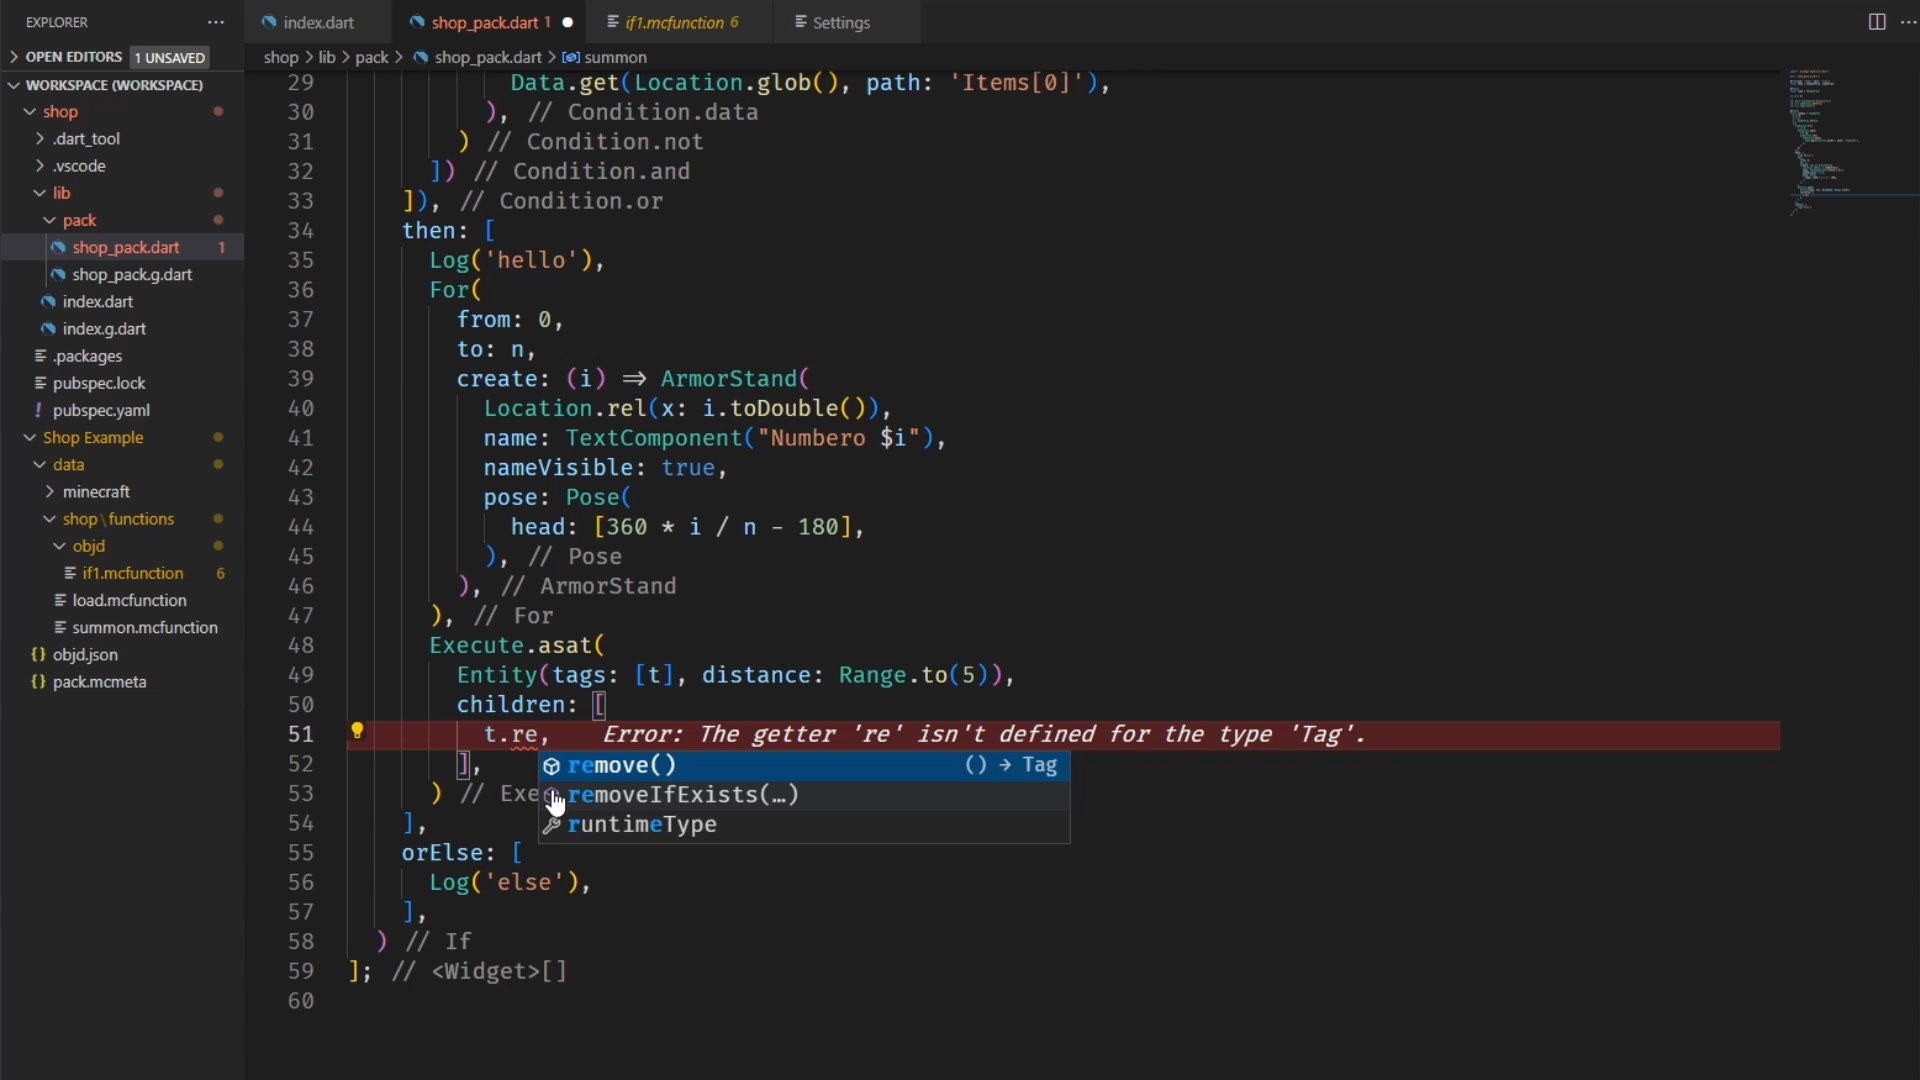 EXPLORER
index.dart
shop_pack.dart 1
if1.mcfunction 6
Settings
OPEN EDITORS 1 UNSAVED
shop > lib > pack > shop_pack.dart > summon
WORKSPACE (WORKSPACE)
shop
.dart_tool
.vscode
lib
pack
shop_pack.dart 1
shop_pack.g.dart
index.dart
index.g.dart
.packages
pubspec.lock
! pubspec.yaml
Shop Example
data
minecraft
shop\functions
objd
if1.mcfunction 6
load.mcfunction
summon.mcfunction
{} objd.json
{} pack.mcmeta
29 Data.get(Location.glob(), path: 'Items[0]'),
30 ), // Condition.data
31 ) // Condition.not
32 ]) // Condition.and
33 ]), // Condition.or
34 then: [
35 Log('hello'),
36 For(
37 from: 0,
38 to: n,
39 create: (i) => ArmorStand(
40 Location.rel(x: i.toDouble()),
41 name: TextComponent("Numbero $i"),
42 nameVisible: true,
43 pose: Pose(
44 head: [360 * i / n - 180],
45 ), // Pose
46 ), // ArmorStand
47 ), // For
48 Execute.asat(
49 Entity(tags: [t], distance: Range.to(5)),
50 children: [
51 t.re, Error: The getter 're' isn't defined for the type 'Tag'.
52 ],
remove() () → Tag
53 ) // Exe
removeIfExists(…)
54 ],
runtimeType
55 orElse: [
56 Log('else'),
57 ],
58 ) // If
59 ]; // <Widget>[]
60